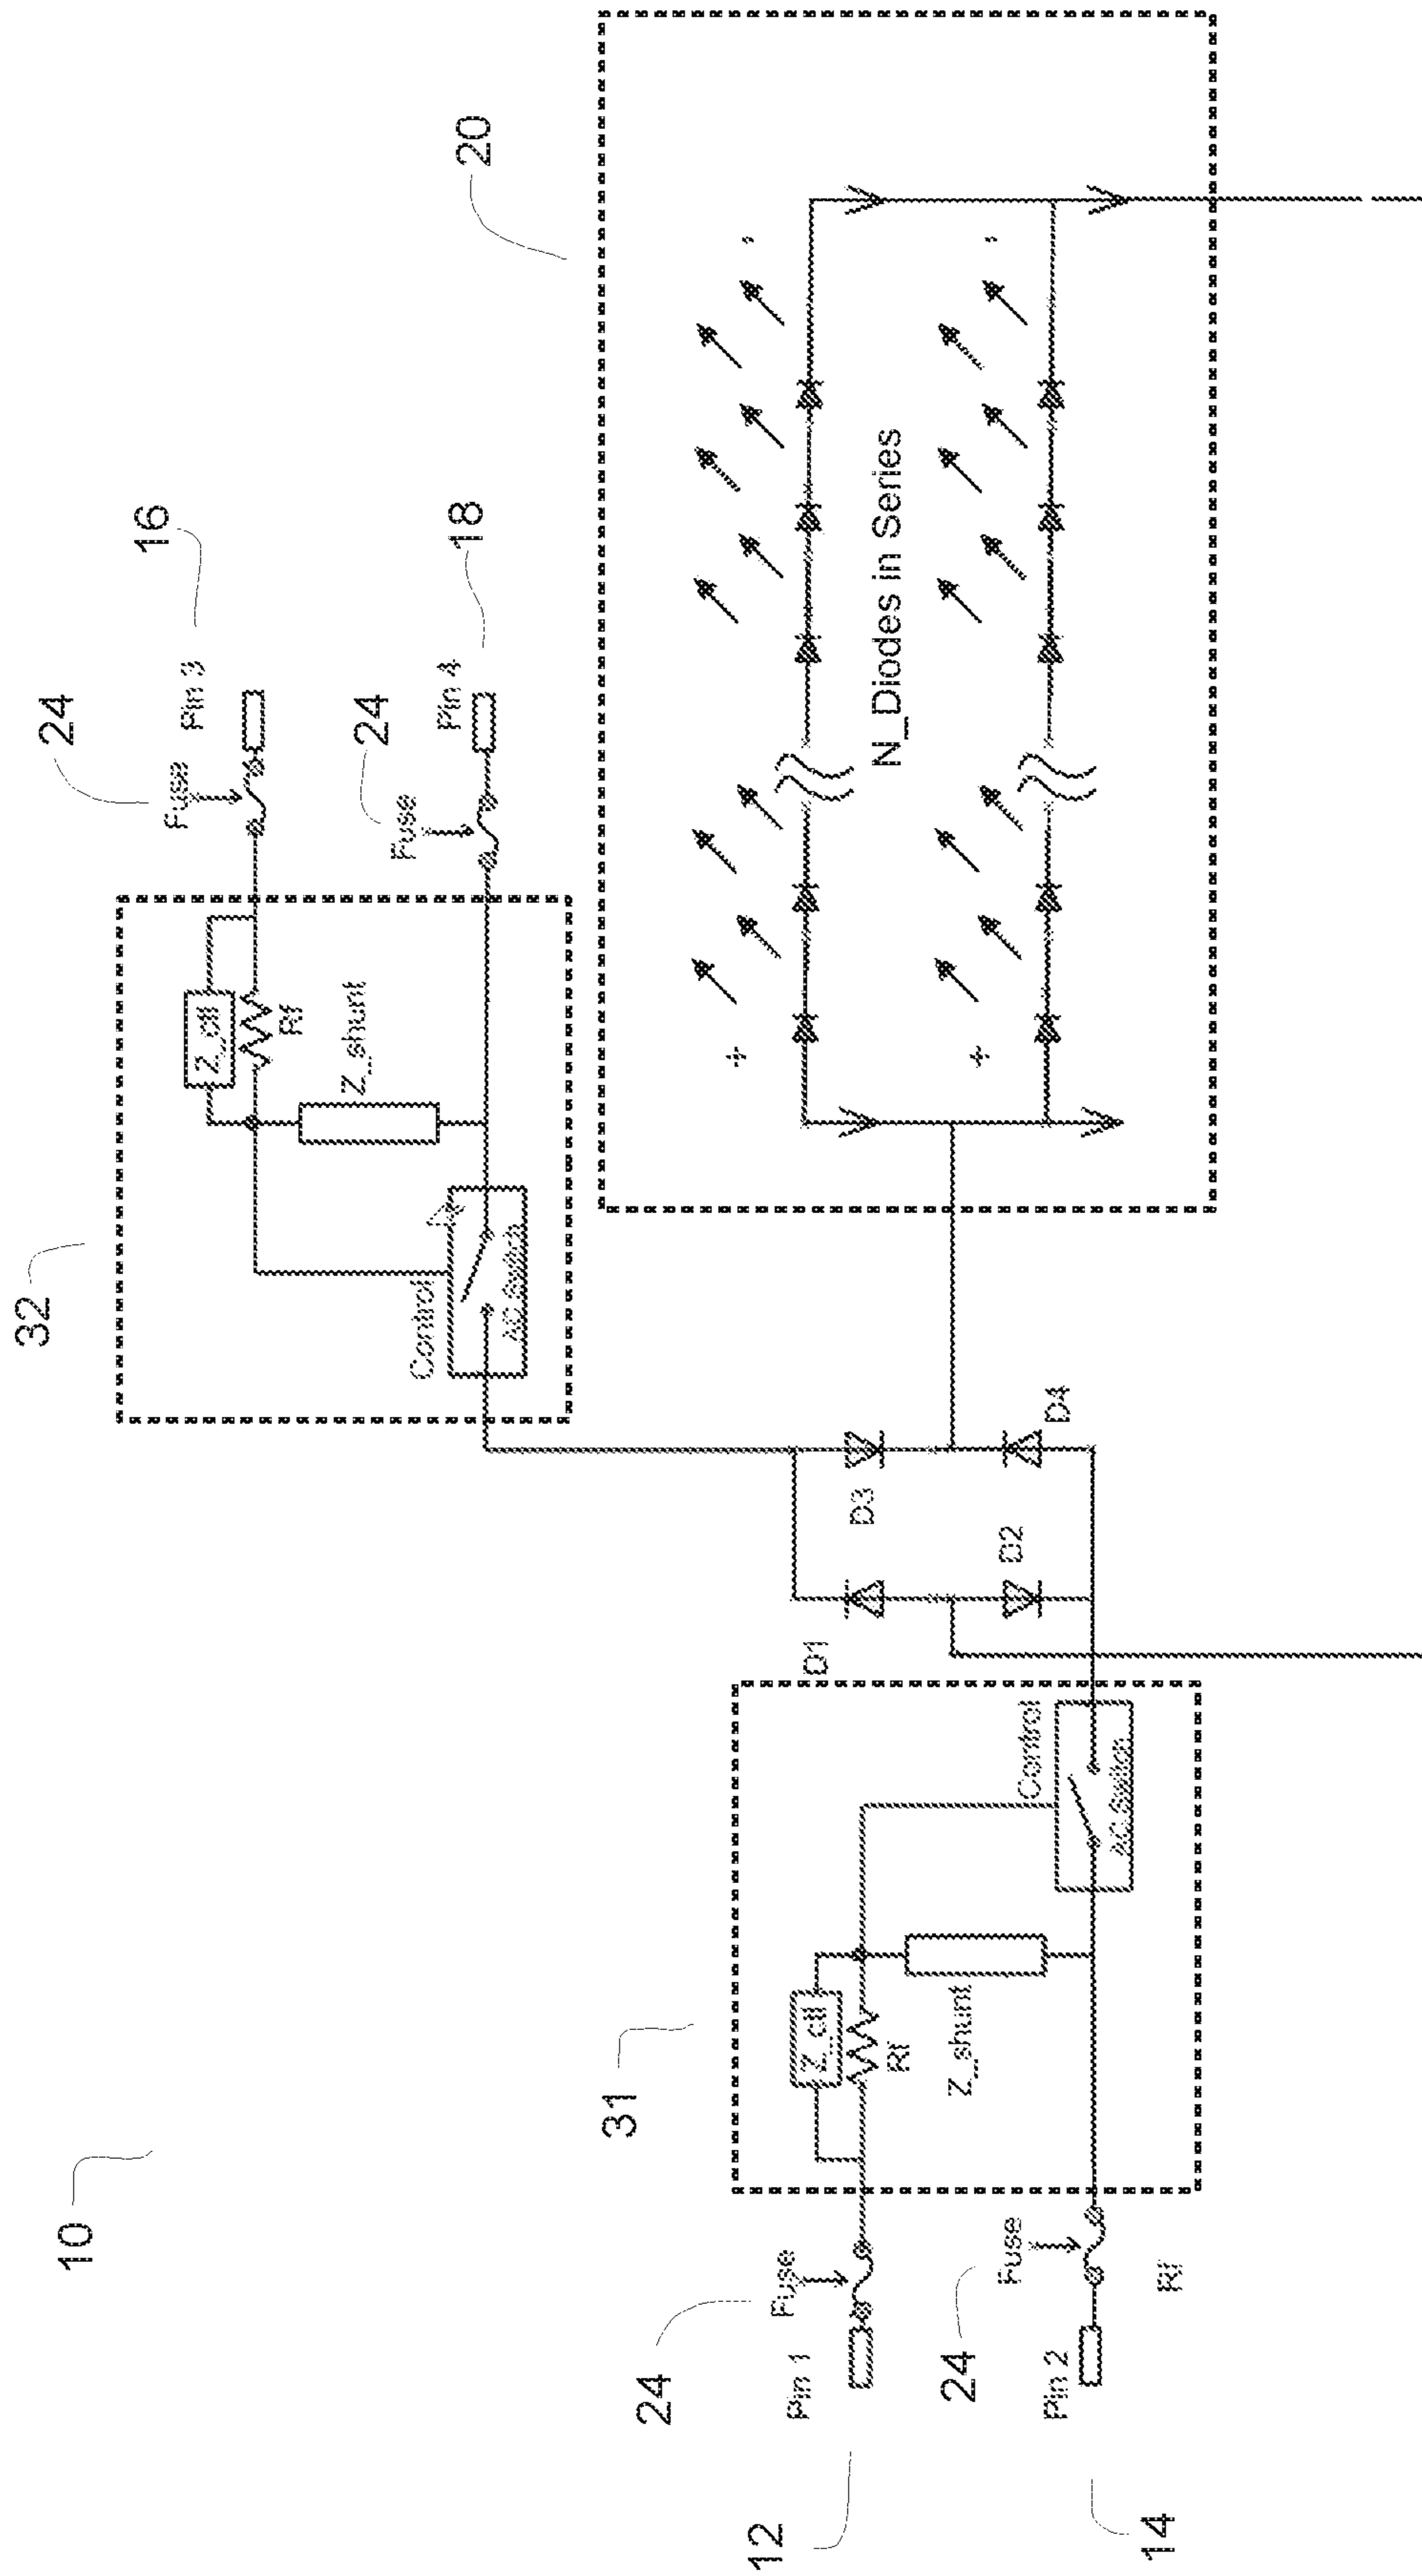 10
32
16
24
Fuse
Pin 3
Z_ctl
Rf
Z_shunt
18
24
Fuse
Pin 4
Control
AC Switch
20
+
-
N_Diodes in Series
+
-
D1
D3
D2
D4
31
24
12
Pin 1
Fuse
Z_ctl
Rf
Z_shunt
Control
AC Switch
24
14
Pin 2
Fuse
Rf